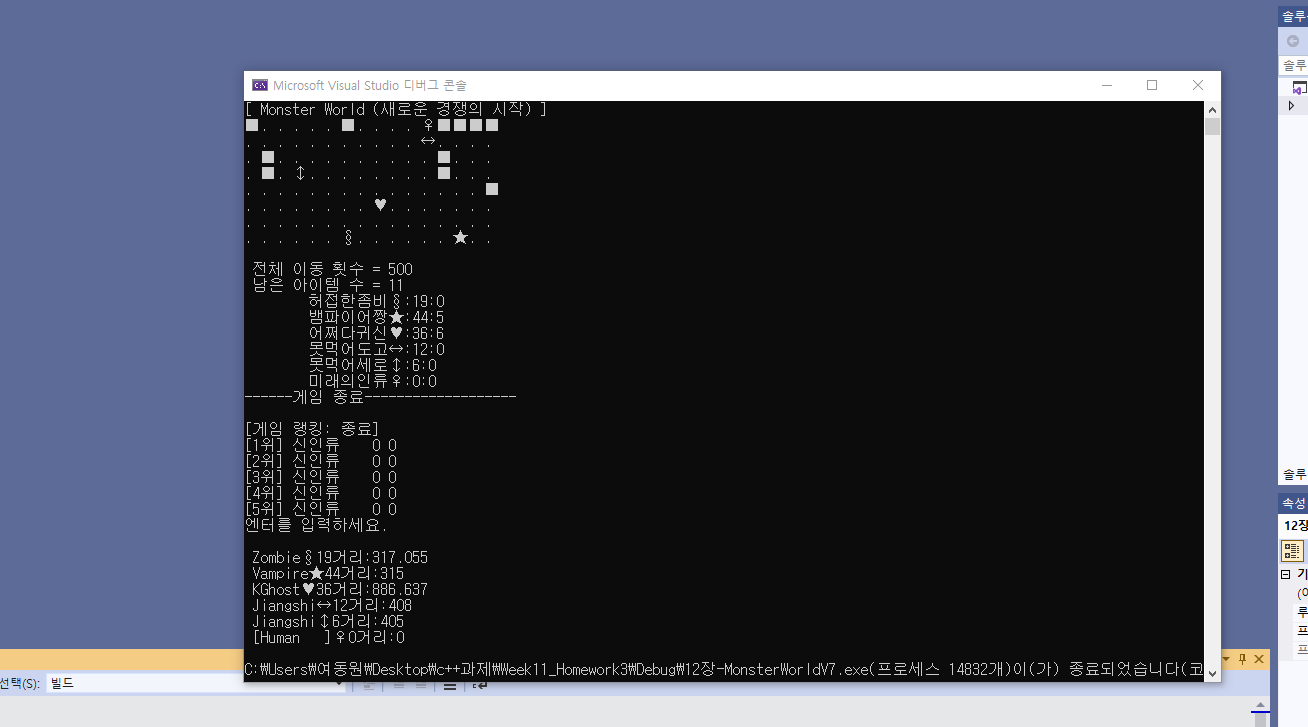 솔루
솔루
Microsoft Visual Studio 디버그 콘솔
[ Monster World (새로운 경쟁의 시작) ]
■.....■....♀■■■■
...........↔....
.■..........■...
.■.↕........■...
...............■
........♥.......
................
......§......★..
전체 이동 횟수 = 500
남은 아이템 수 = 11
허접한좀비§:19:0
뱀파이어짱★:44:5
어쩌다귀신♥:36:6
못먹어도고↔:12:0
못먹어세로↕:6:0
미래의인류♀:0:0
------게임 종료-------------------
[게임 랭킹: 종료]
[1위] 신인류 0 0
[2위] 신인류 0 0
[3위] 신인류 0 0
[4위] 신인류 0 0
[5위] 신인류 0 0
엔터를 입력하세요.
Zombie§19거리:317.055
Vampire★44거리:315
KGhost♥36거리:886.637
Jiangshi↔12거리:408
Jiangshi↕6거리:405
[Human ]♀0거리:0
C:₩Users₩여동원₩Desktop₩c++과제₩Week11_Homework3₩Debug₩12장-MonsterWorldV7.exe(프로세스 14832개)이(가) 종료되었습니다(코
솔루
속성
12장
선택(S): 빌드